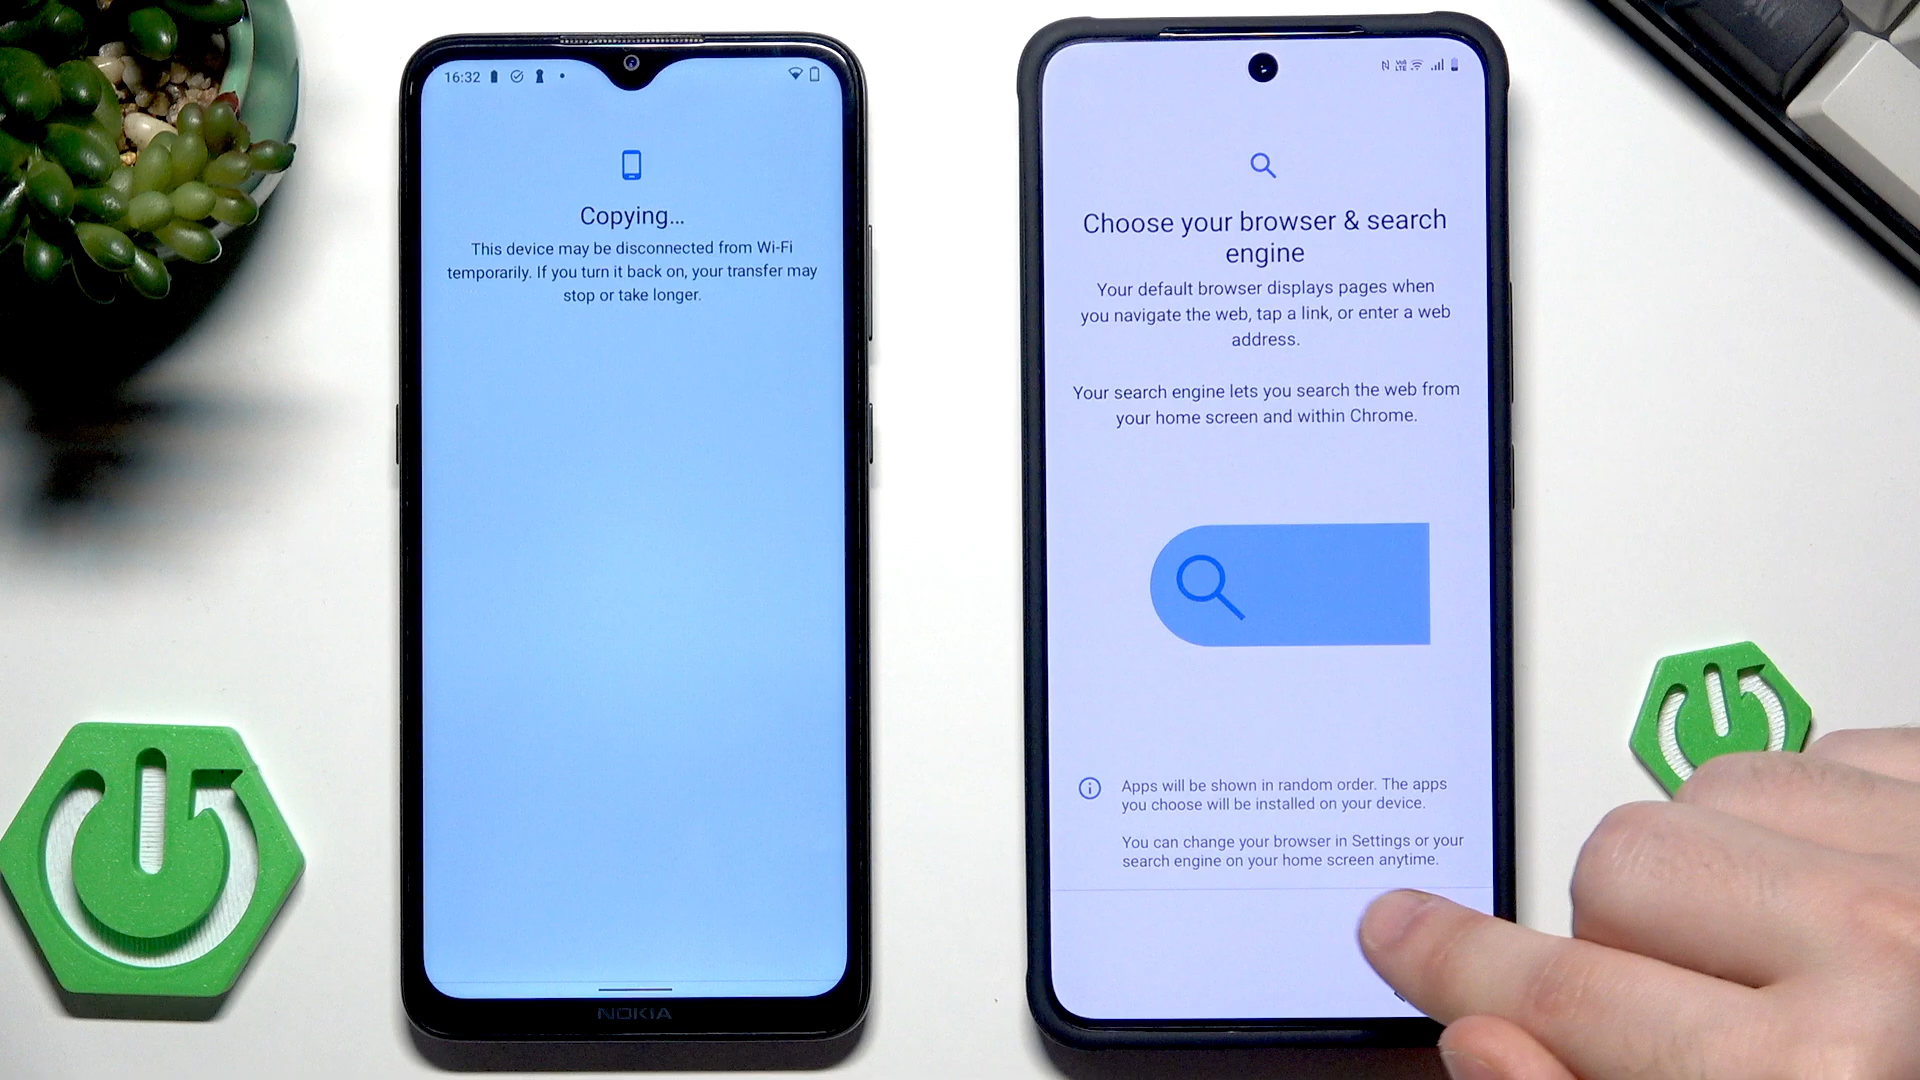 16:32
Copying...
This device may be disconnected from Wi-Fi
temporarily. If you turn it back on, your transfer may
stop or take longer.
NOKIA
Choose your browser & search
engine
Your default browser displays pages when
you navigate the web, tap a link, or enter a web
address.
Your search engine lets you search the web from
your home screen and within Chrome.
Apps will be shown in random order. The apps
you choose will be installed on your device.
You can change your browser in Settings or your
search engine on your home screen anytime.